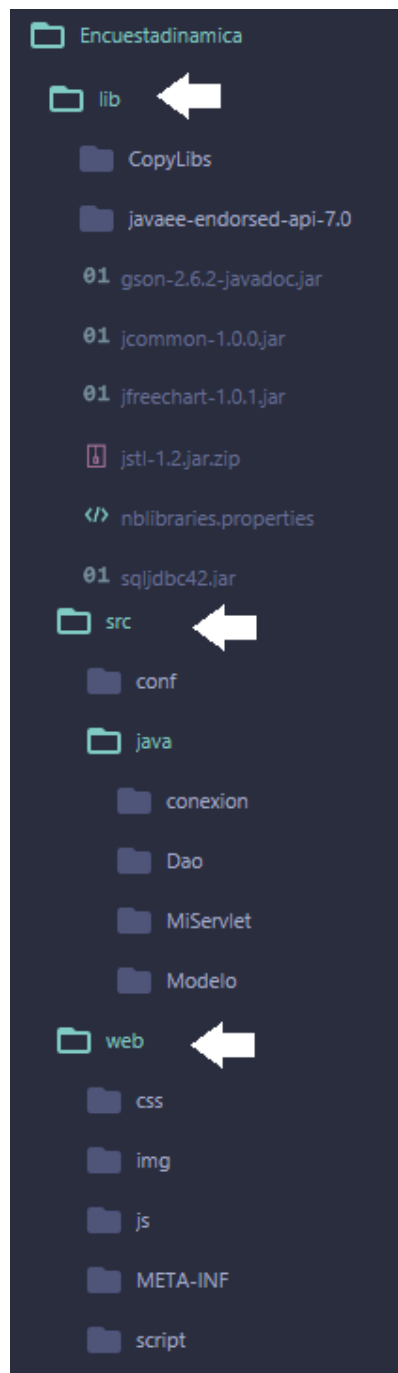 Encuestadinamica
lib
CopyLibs
javaee-endorsed-api-7.0
01 gson-2.6.2-javadoc.jar
01 jcommon-1.0.0.jar
01 jfreechart-1.0.1.jar
jstl-1.2.jar.zip
</> nblibraries.properties
01 sqljdbc42.jar
src
conf
java
conexion
Dao
MiServlet
Modelo
web
css
img
js
META-INF
script